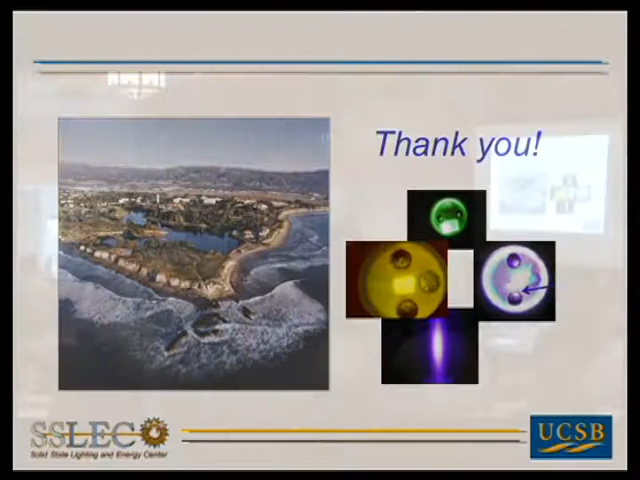 Thank you!
SSLEC
Solid State Lighting and Energy Center
UCSB